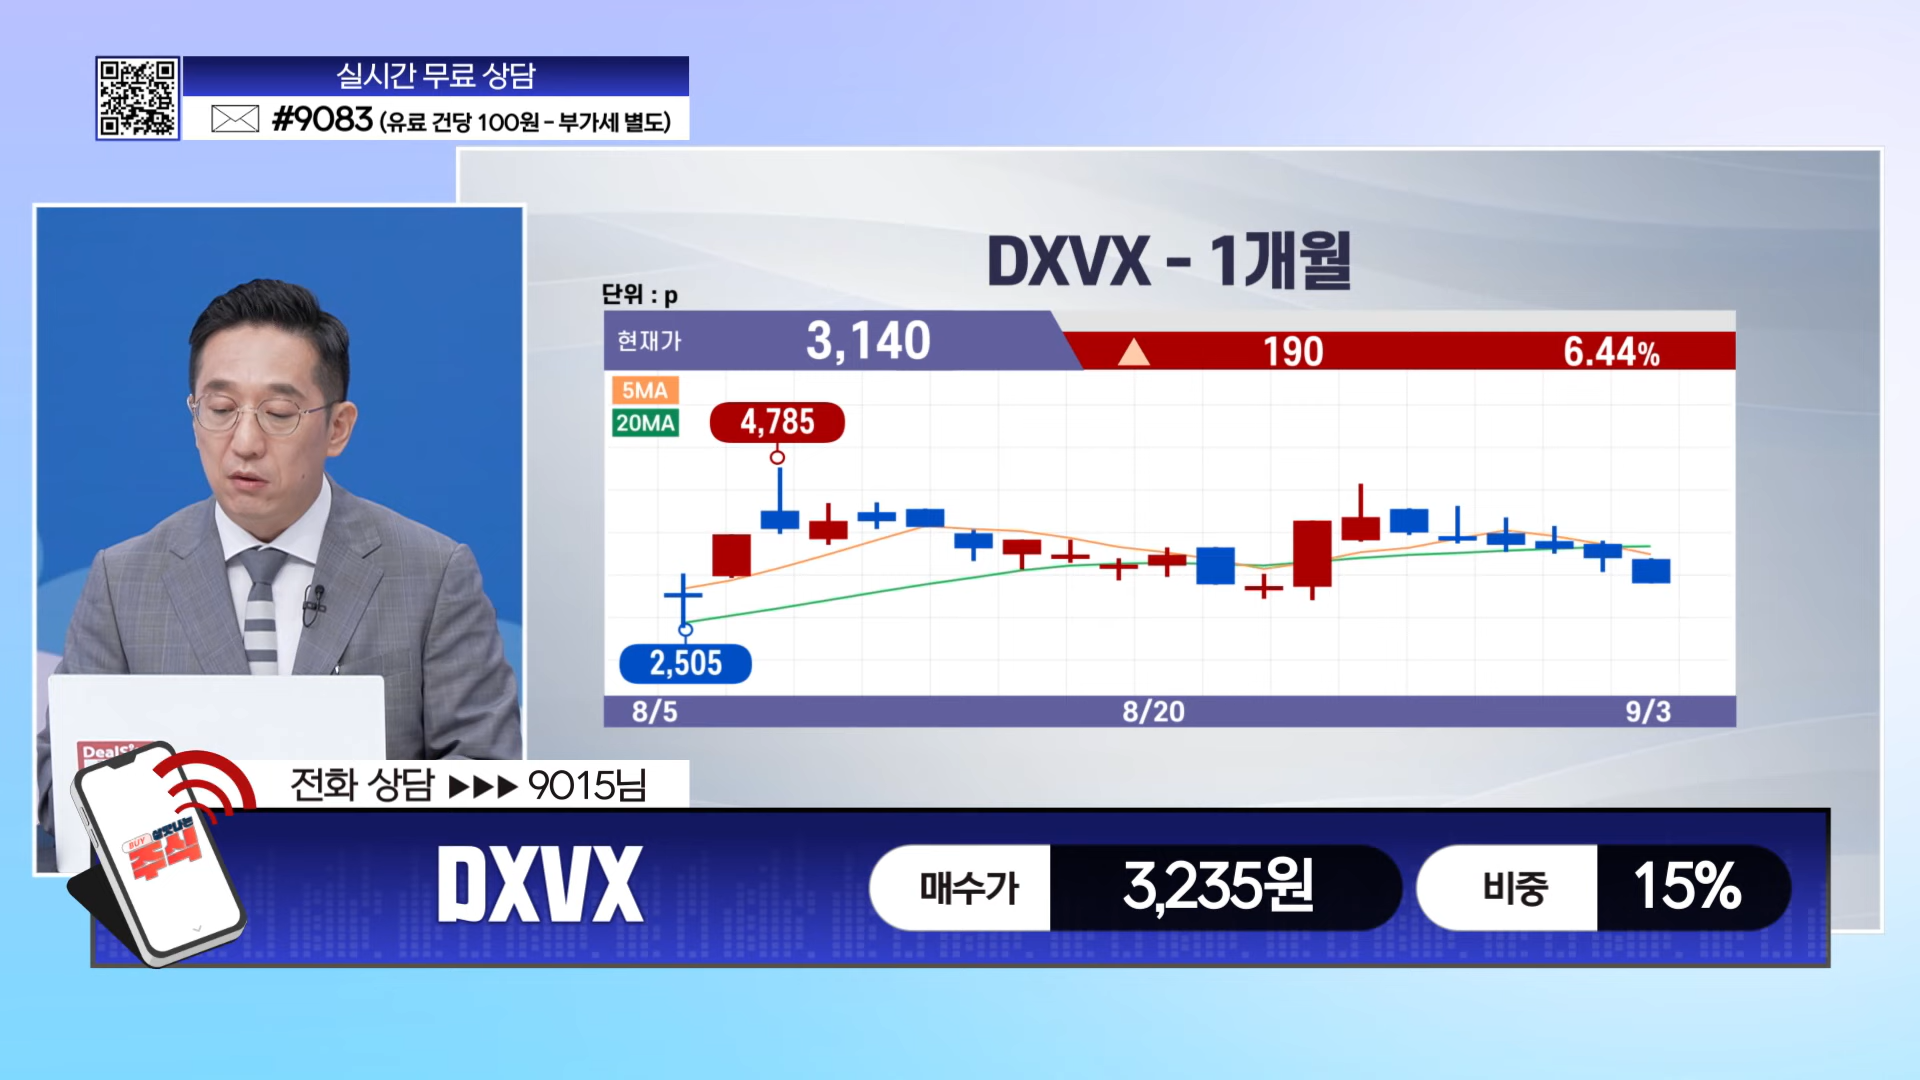 실시간 무료 상담
#9083 (유료 건당 100원 - 부가세 별도)
DXVX - 1개월
단위 : p
현재가 3,140 190 6.44%
5MA
20MA
4,785
2,505
8/5 8/20 9/3
전화 상담 ▶▶▶ 9015님
BUY
주식
DXVX
매수가 3,235원
비중 15%